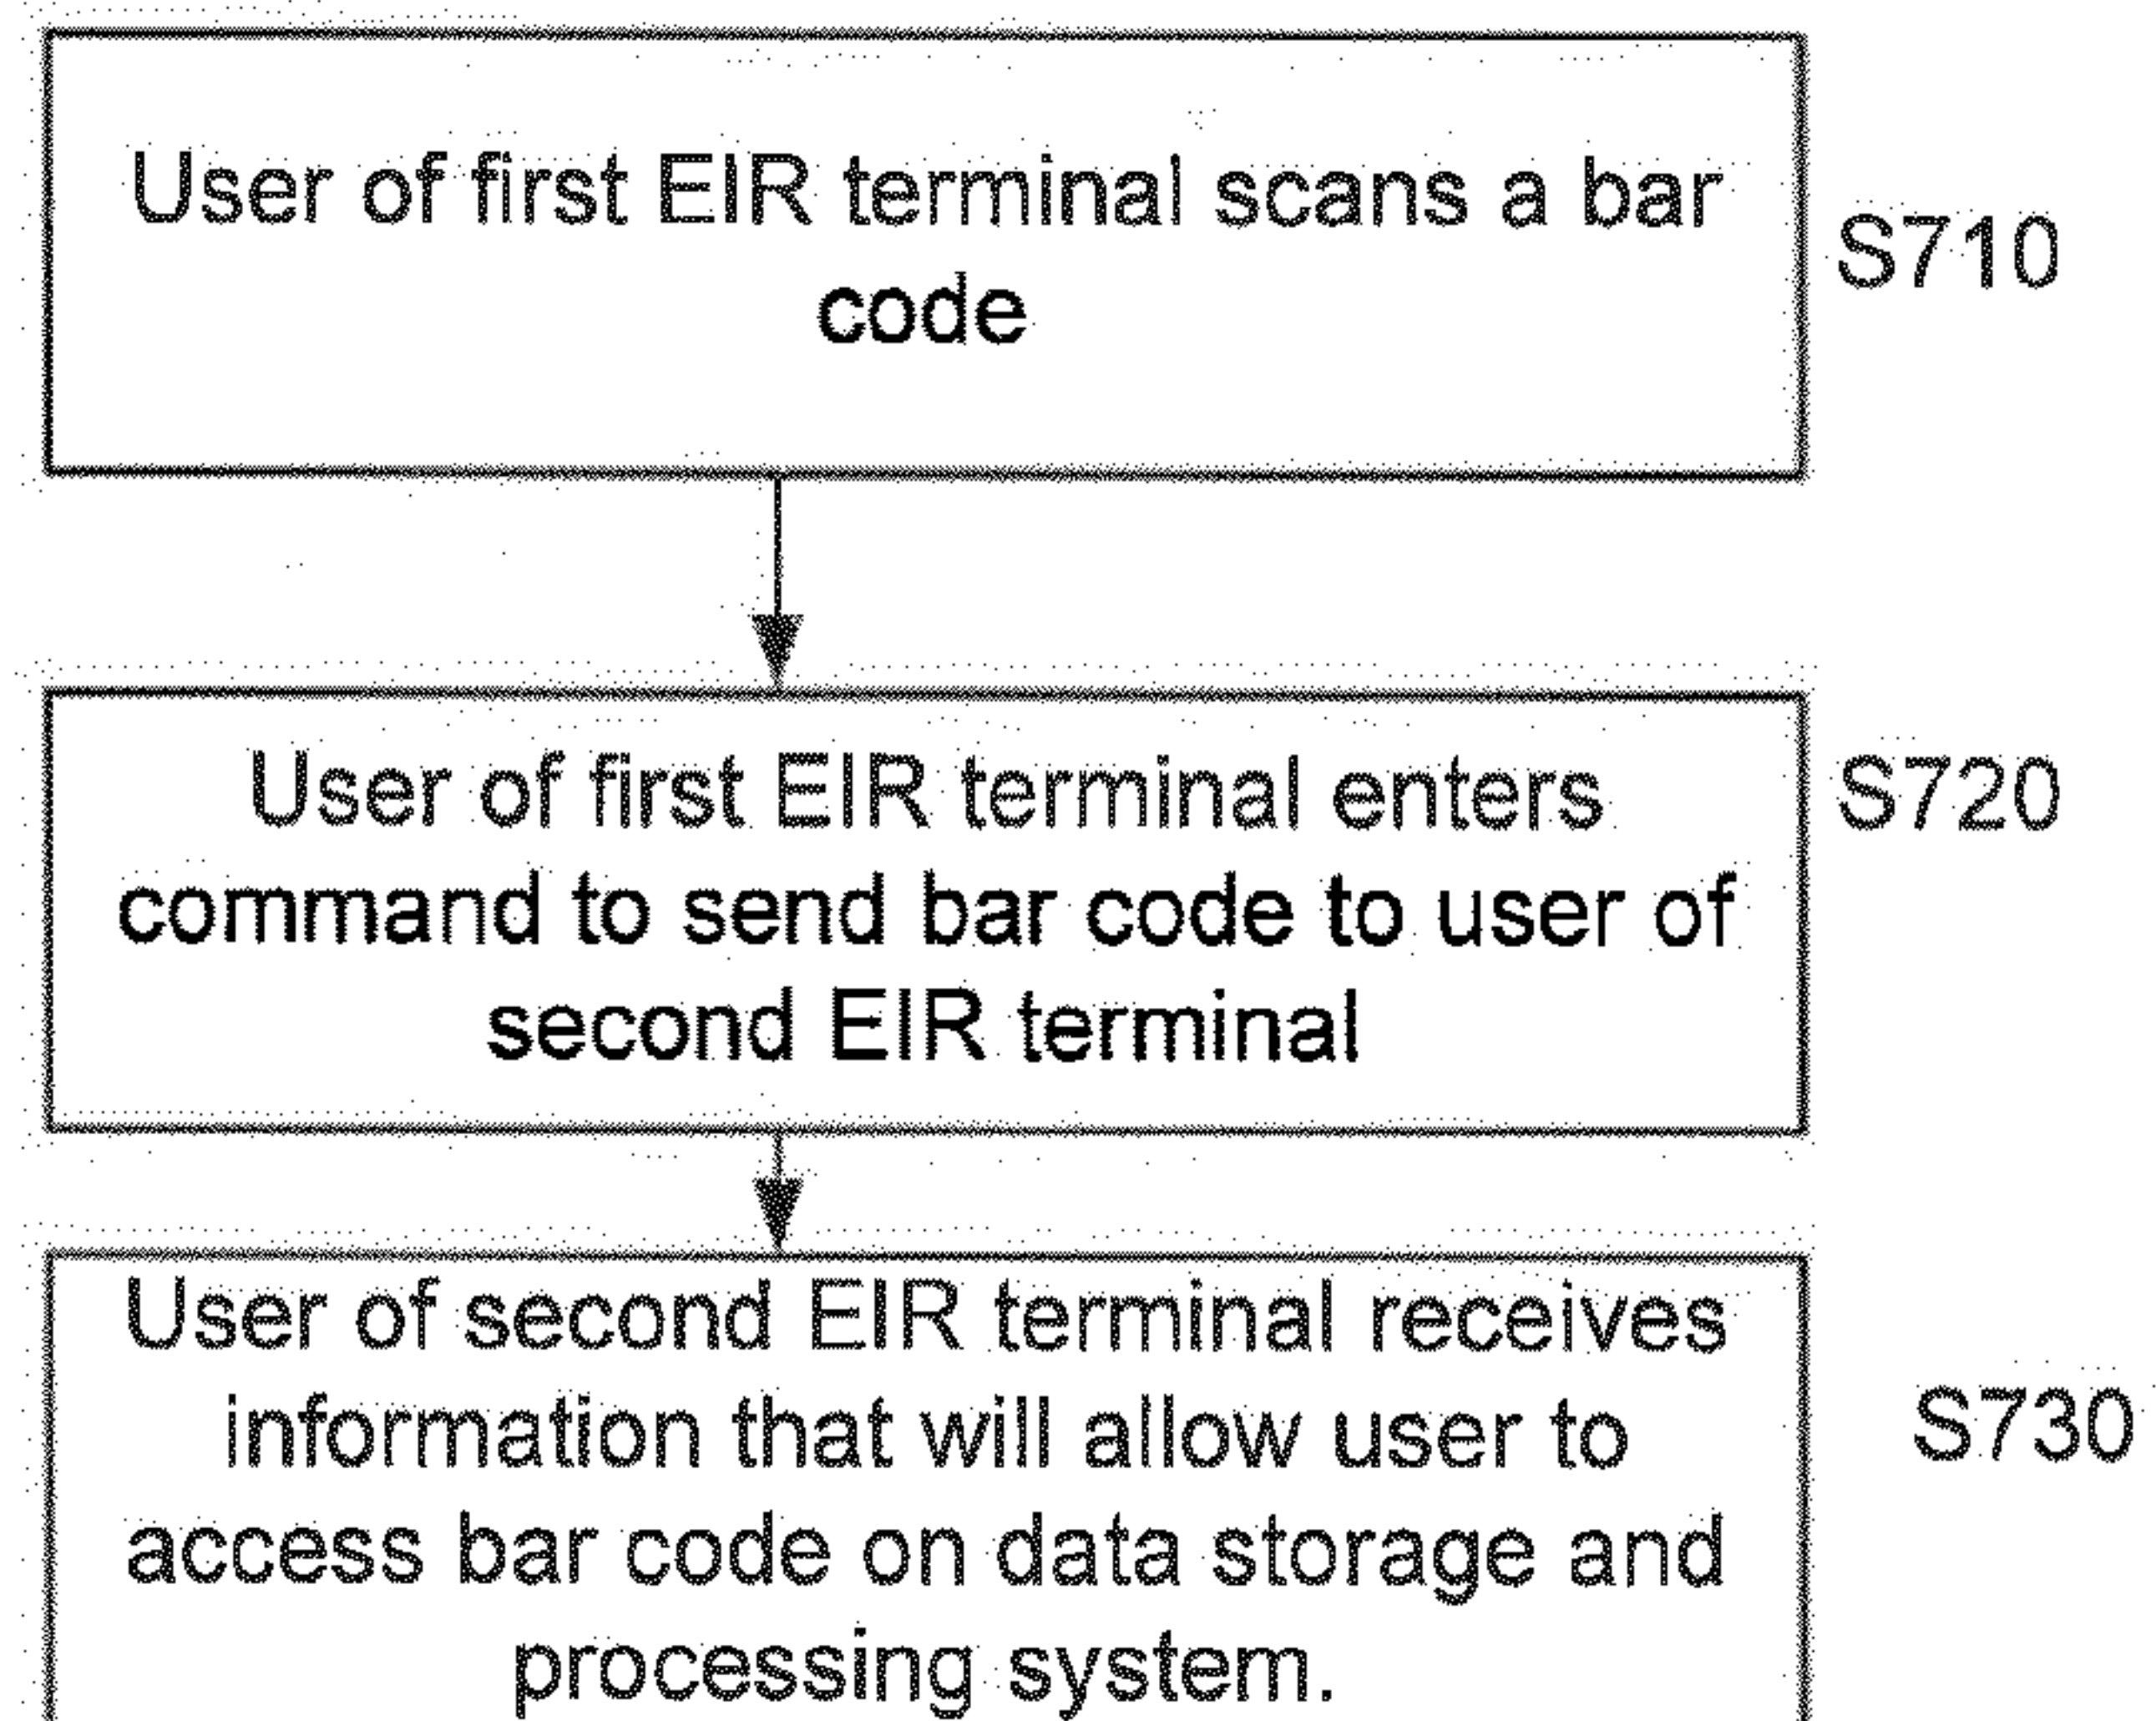 User of first EIR terminal scans a bar
code
S710
User of first EIR terminal enters
command to send bar code to user of
second EIR terminal
S720
User of second EIR terminal receives
information that will allow user to
access bar code on data storage and
processing system.
S730